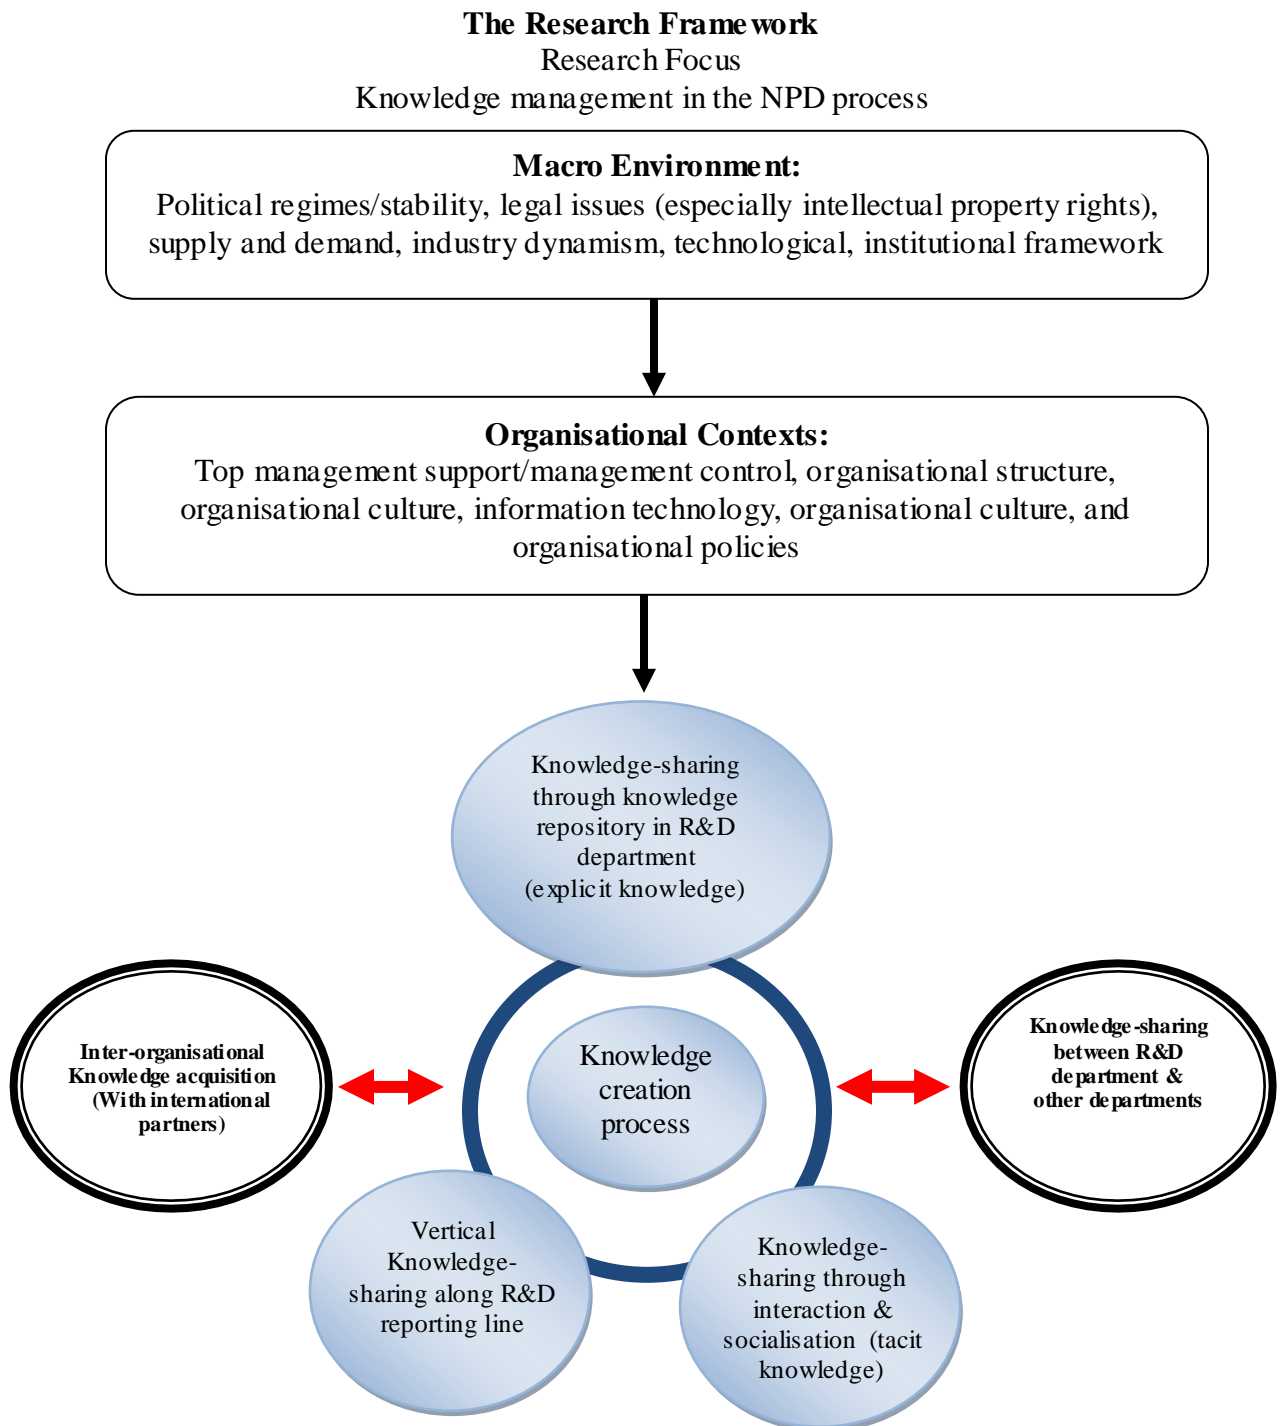 The Research Framework
Research Focus
Knowledge management in the NPD process
Macro Environment:
Political regimes/stability, legal issues (especially intellectual property rights),
supply and demand, industry dynamism, technological, institutional framework
Organisational Contexts:
Top management support/management control, organisational structure,
organisational culture, information technology, organisational culture, and
organisational policies
Knowledge-sharing
through knowledge
repository in R&D
department
(explicit knowledge)
Inter-organisational
Knowledge acquisition
(With international
partners)
Knowledge
creation
process
Knowledge-sharing
between R&D
department &
other departments
Vertical
Knowledge-
sharing along R&D
reporting line
Knowledge-
sharing through
interaction &
socialisation (tacit
knowledge)